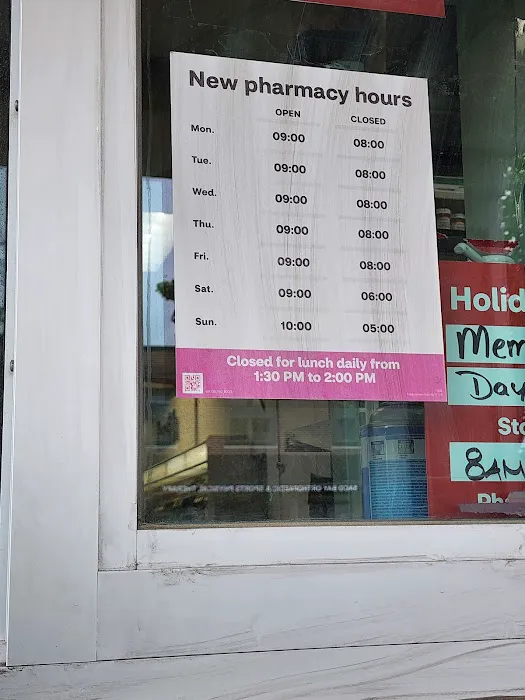 New pharmacy hours
OPEN CLOSED
Mon. 09:00 08:00
Tue. 09:00 08:00
Wed. 09:00 08:00
Thu. 09:00 08:00
Fri. 09:00 08:00
Sat. 09:00 06:00
Sun. 10:00 05:00
Closed for lunch daily from
1:30 PM to 2:00 PM
Holid
Mem
Day
Sto
8AM
Ph